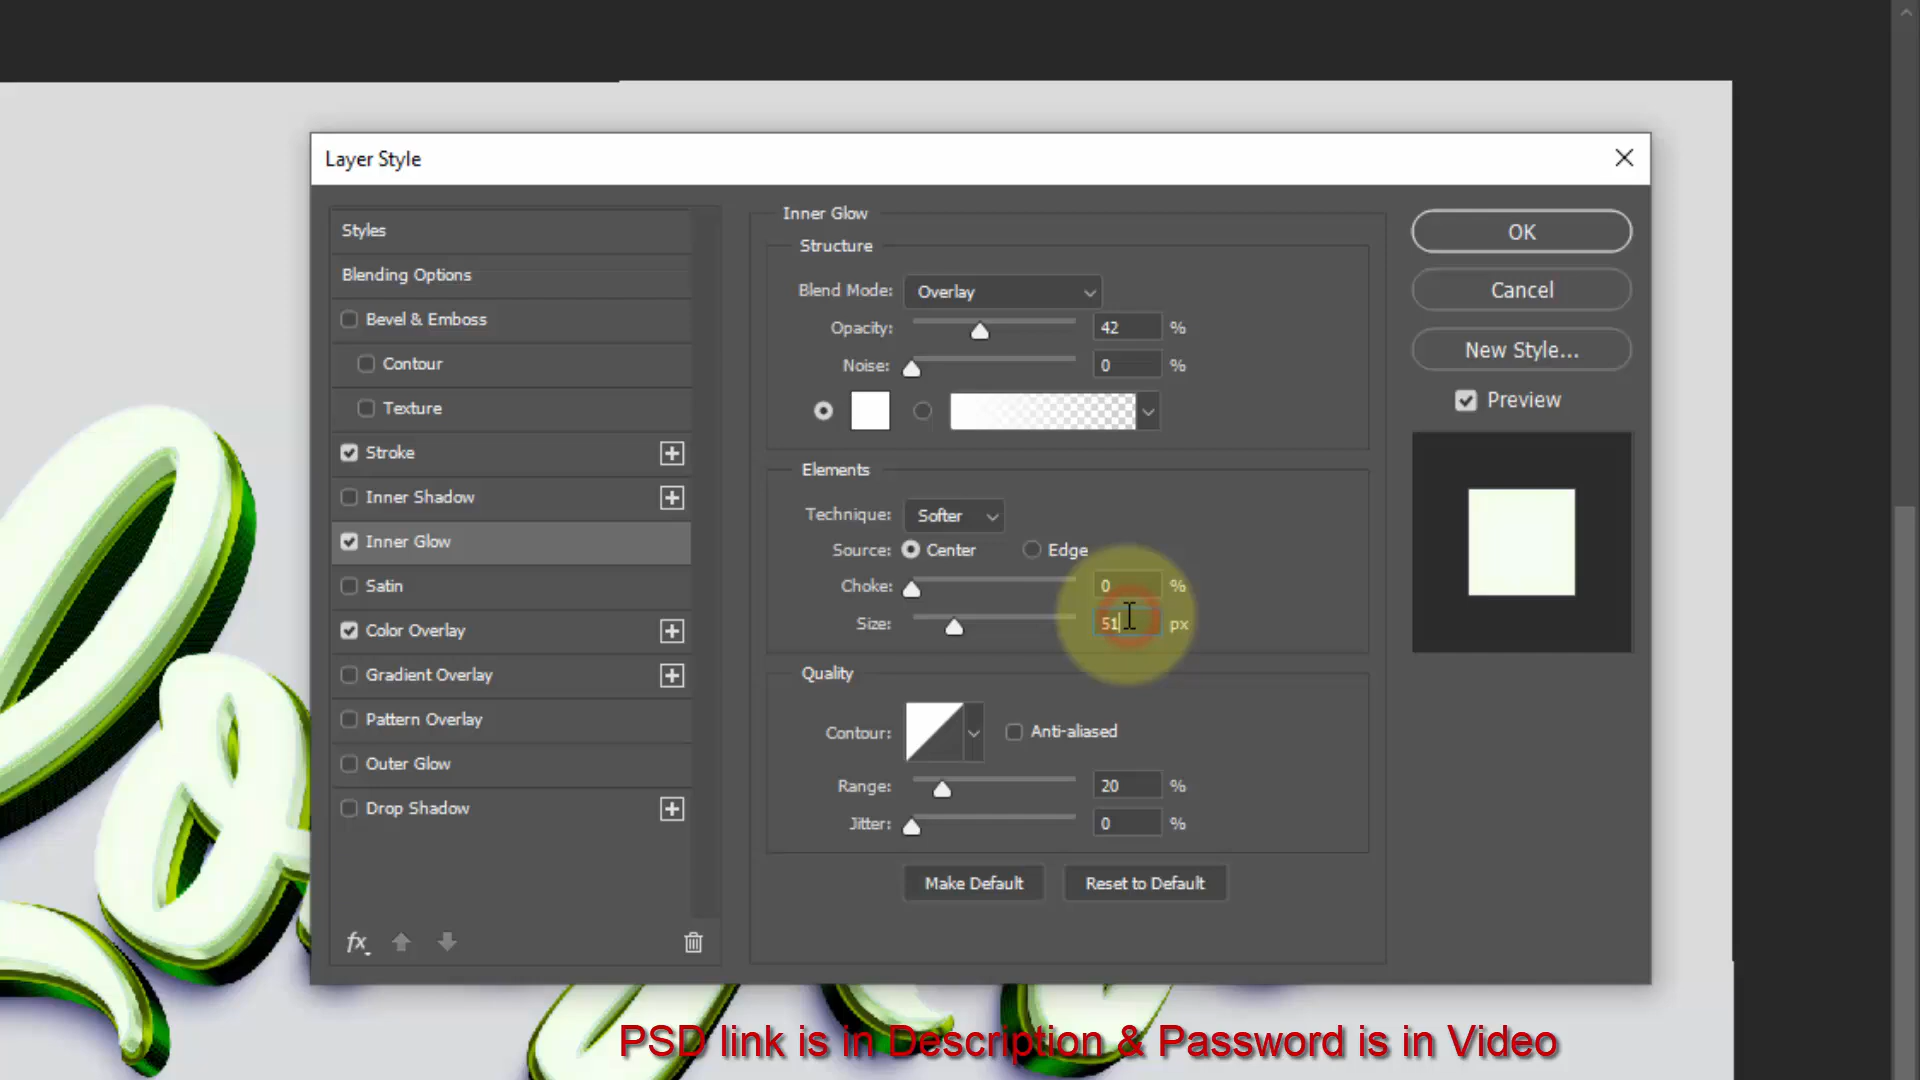 Layer Style
Styles
Blending Options
Bevel & Emboss
Contour
Texture
Stroke
Inner Shadow
Inner Glow
Satin
Color Overlay
Gradient Overlay
Pattern Overlay
Outer Glow
Drop Shadow
fx
Inner Glow
Structure
Blend Mode: Overlay
Opacity: 42 %
Noise: 0 %
Elements
Technique: Softer
Source: Center Edge
Choke: 0 %
Size: 51 px
Quality
Contour: Anti-aliased
Range: 20 %
Jitter: 0 %
Make Default Reset to Default
OK
Cancel
New Style...
Preview
PSD link is in Description & Password is in Video